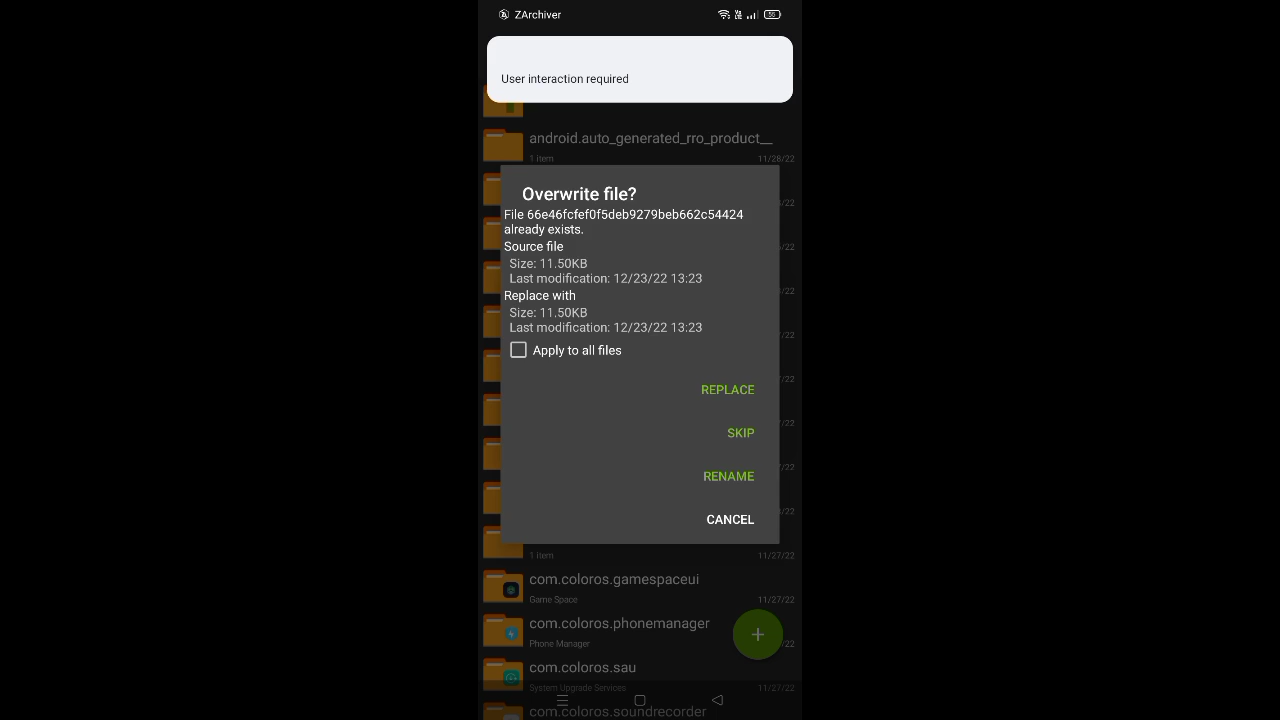 ZArchiver
56
User interaction required
android.auto_generated_rro_product__
1 item
11/28/22
Overwrite file?
File 66e46fcfef0f5deb9279beb662c54424
already exists.
Source file
Size: 11.50KB
Last modification: 12/23/22 13:23
Replace with
Size: 11.50KB
Last modification: 12/23/22 13:23
Apply to all files
REPLACE
SKIP
RENAME
CANCEL
1 item
11/27/22
com.coloros.gamespaceui
Game Space
11/27/22
com.coloros.phonemanager
Phone Manager
/22
com.coloros.sau
System Upgrade Services
11/27/22
com.coloros.soundrecorder